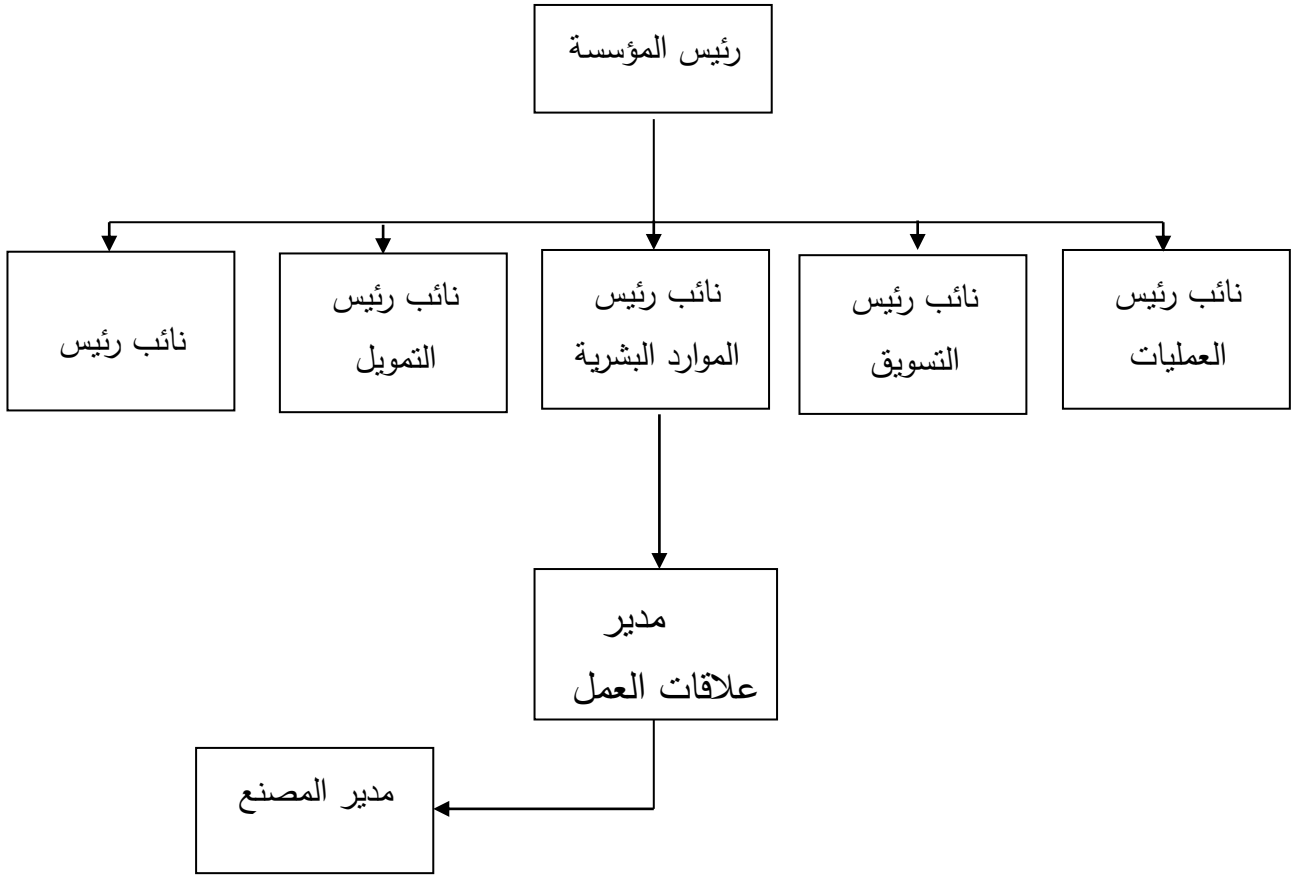 رئيس المؤسسة
نائب رئيس
العمليات
نائب رئيس
التسويق
نائب رئيس
الموارد البشرية
نائب رئيس
التمويل
نائب رئيس
مدير
علاقات العمل
مدير المصنع